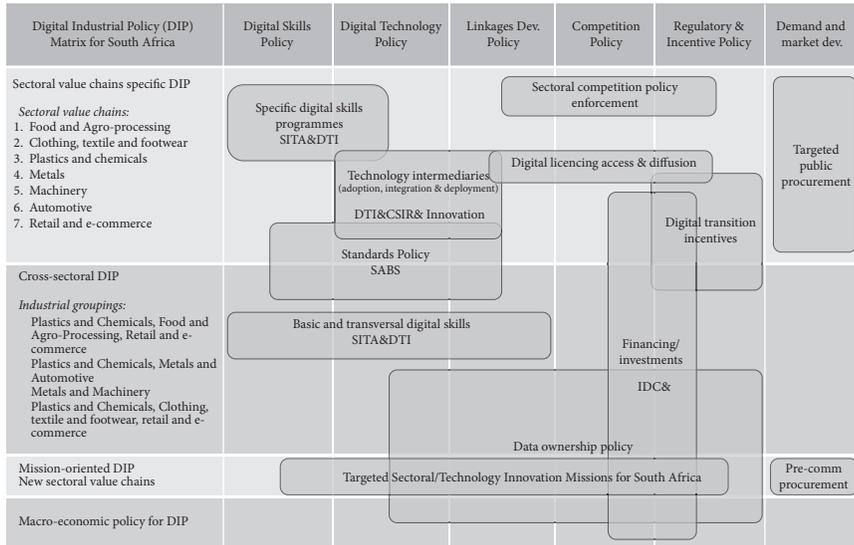 Digital Industrial Policy (DIP)
Matrix for South Africa
Digital Skills
Policy
Digital Technology
Policy
Linkages Dev.
Policy
Competition
Policy
Regulatory &
Incentive Policy
Demand and
market dev.
Sectoral value chains specific DIP
Sectoral value chains:
1. Food and Agro-processing
2. Clothing, textile and footwear
3. Plastics and chemicals
4. Metals
5. Machinery
6. Automotive
7. Retail and e-commerce
Specific digital skills
programmes
SITA&DTI
Technology intermediaries
(adoption, integration & deployment)
DTI&CSIR& Innovation
Standards Policy
SABS
Sectoral competition policy
enforcement
Digital licencing access & diffusion
Digital transition
incentives
Targeted
public
procurement
Cross-sectoral DIP
Industrial groupings:
Plastics and Chemicals, Food and
Agro-Processing, Retail and e-
commerce
Plastics and Chemicals, Metals and
Automotive
Metals and Machinery
Plastics and Chemicals, Clothing,
textile and footwear, retail and e-
commerce
Basic and transversal digital skills
SITA&DTI
Financing/
investments
IDC&
Data ownership policy
Mission-oriented DIP
New sectoral value chains
Targeted Sectoral/Technology Innovation Missions for South Africa
Pre-comm
procurement
Macro-economic policy for DIP